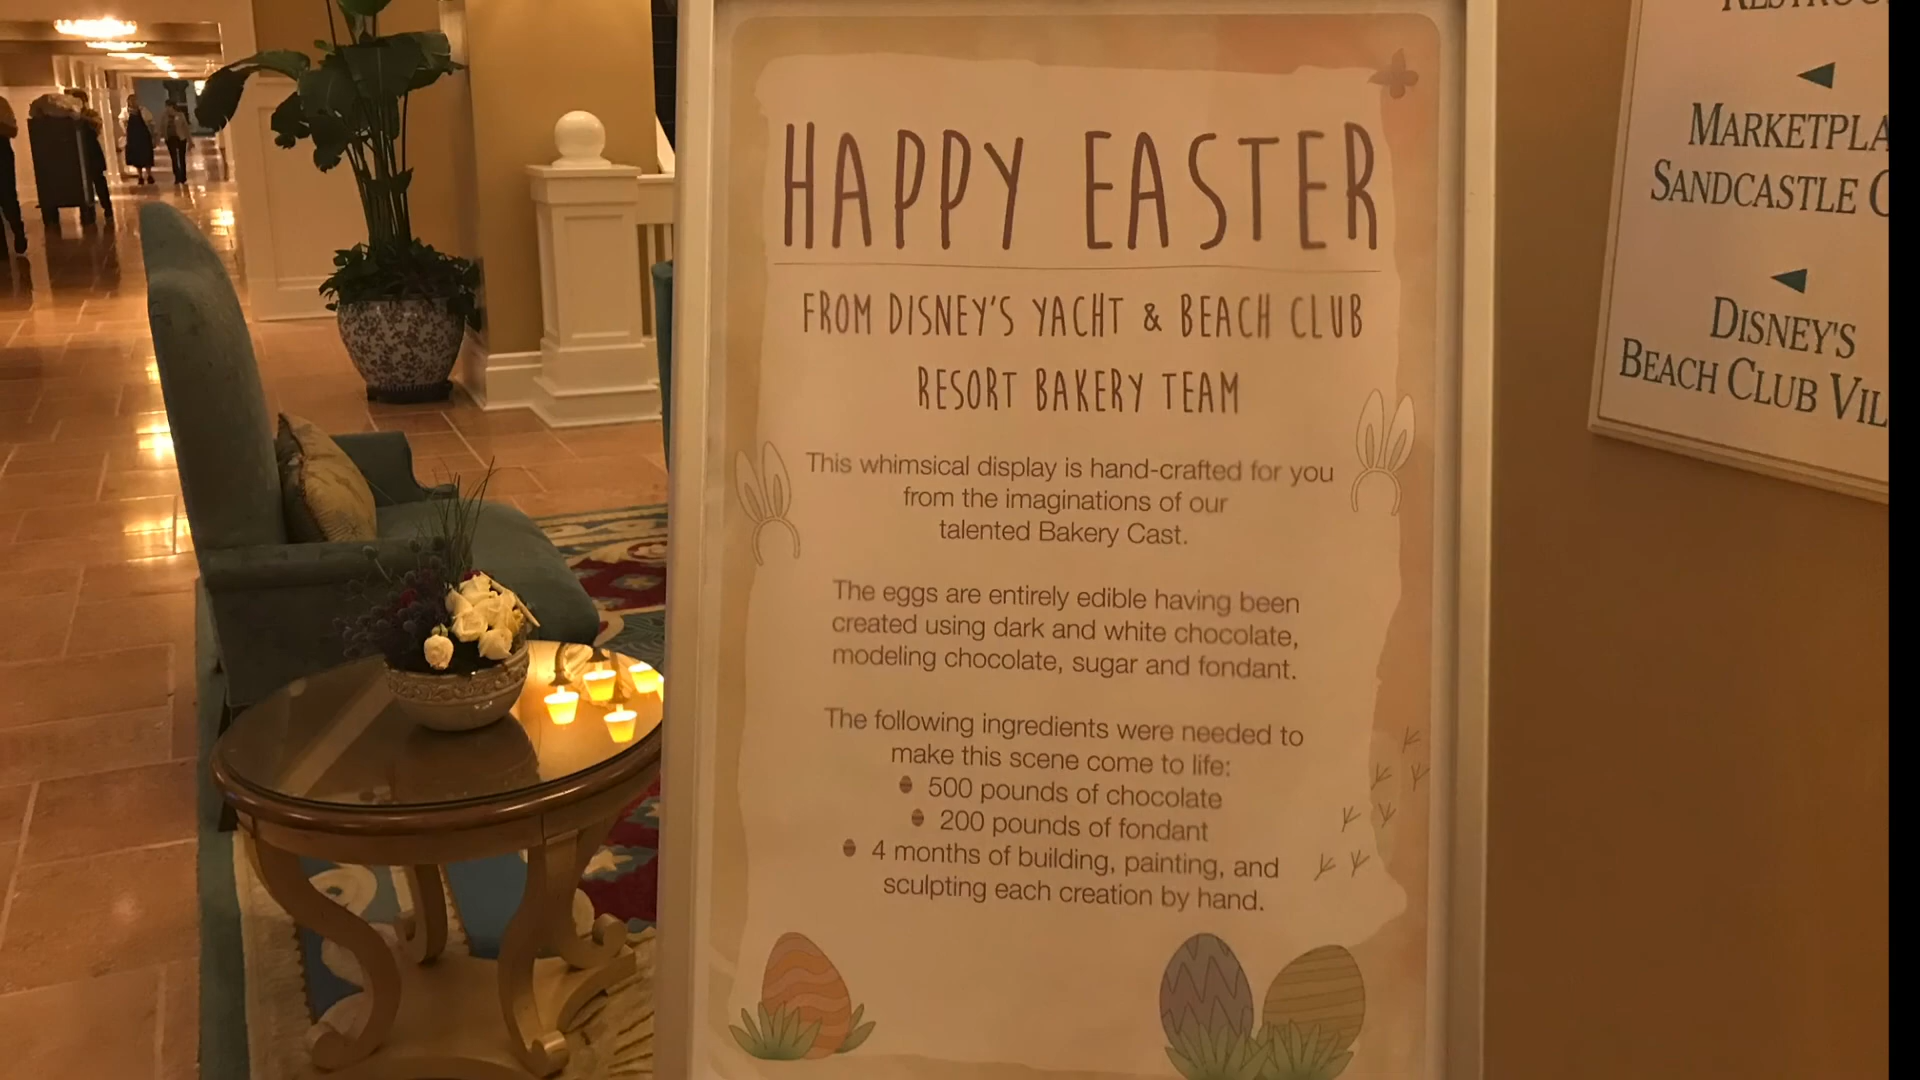 HAPPY EASTER
FROM DISNEY'S YACHT & BEACH CLUB
RESORT BAKERY TEAM
This whimsical display is hand-crafted for you
from the imaginations of our
talented Bakery Cast.
The eggs are entirely edible having been
created using dark and white chocolate,
modeling chocolate, sugar and fondant.
The following ingredients were needed to
make this scene come to life:
500 pounds of chocolate
200 pounds of fondant
4 months of building, painting, and
sculpting each creation by hand.
SANDCASTLE
DISNEY'S
BEACH CLUB